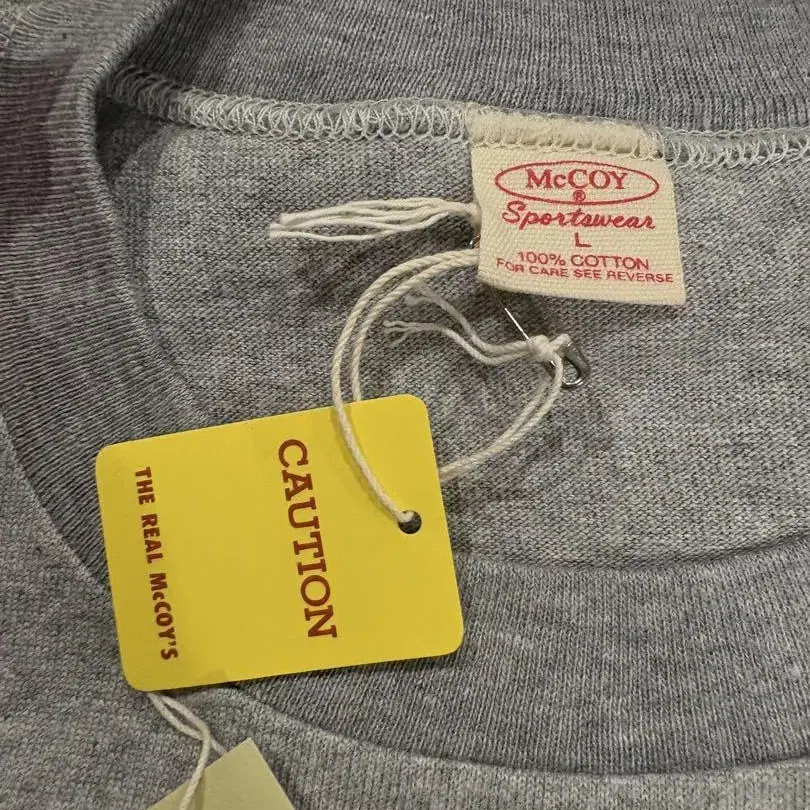 McCOY
®
Sportswear
L
100% COTTON
FOR CARE SEE REVERSE
CAUTION
THE REAL McCOY'S